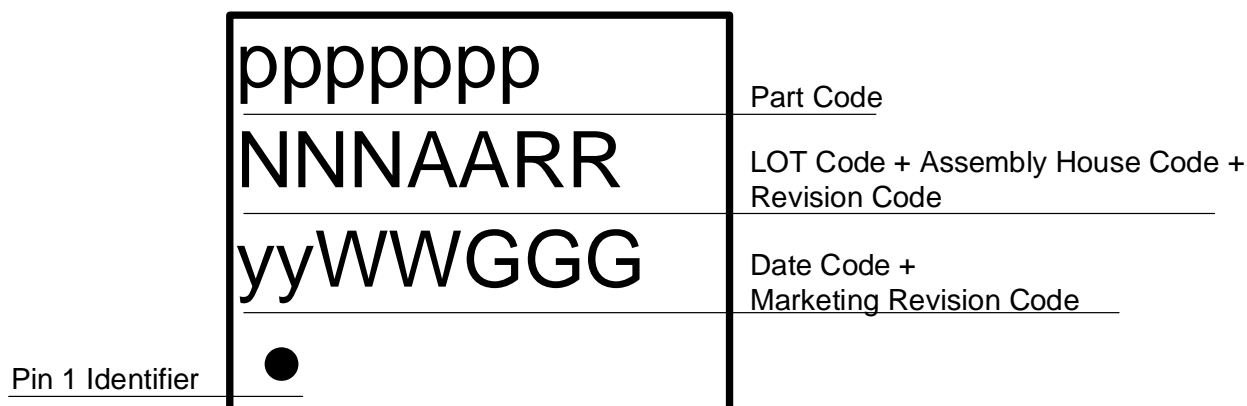 ppppppp
Part Code
NNNAARR
LOT Code + Assembly House Code +
Revision Code
yyWWGGG
Date Code +
Marketing Revision Code
Pin 1 Identifier